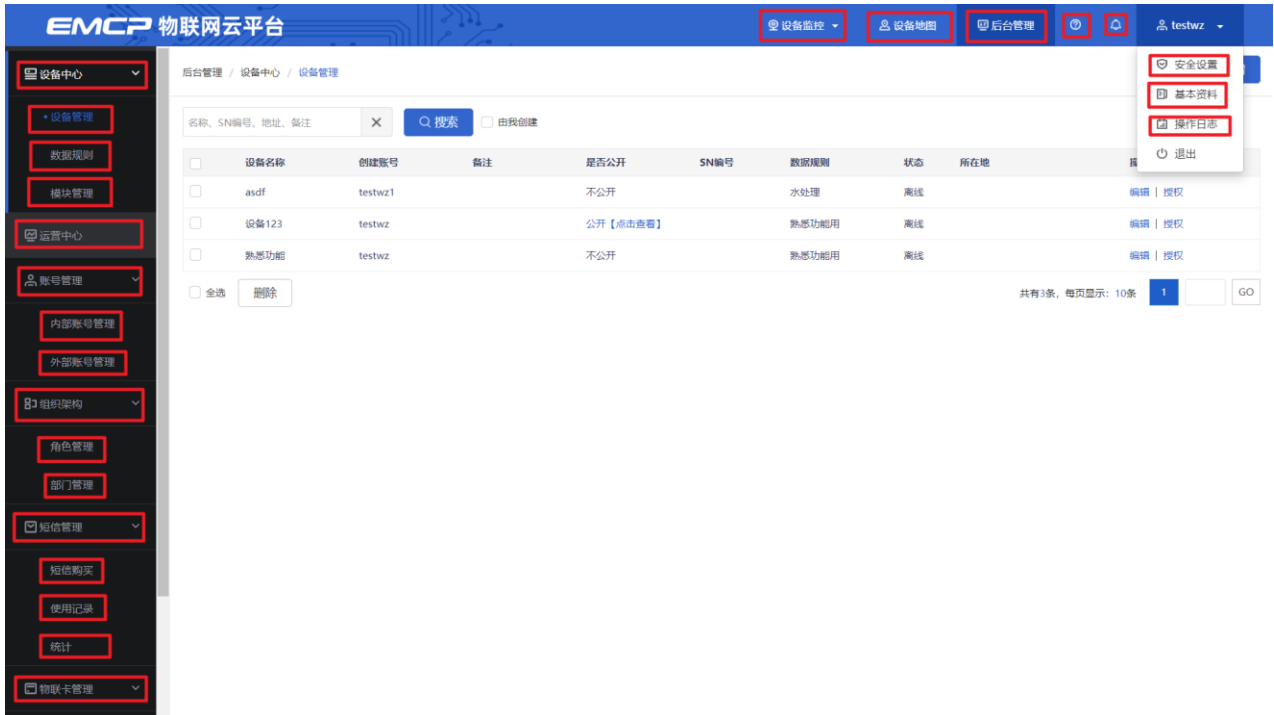 EMCP 物联网云平台
设备监控
设备地图
后台管理
testwz
安全设置
基本资料
操作日志
退出
设备中心
设备管理
数据规则
模块管理
运营中心
账号管理
内部账号管理
外部账号管理
组织架构
角色管理
部门管理
短信管理
短信购买
使用记录
统计
物联卡管理
后台管理 / 设备中心 / 设备管理
名称、SN编号、地址、备注 搜索 由我创建
设备名称 创建账号 备注 是否公开 SN编号 数据规则 状态 所在地
asdf testwz1 不公开 水处理 离线 编辑 | 授权
设备123 testwz 公开【点击查看】 熟悉功能用 离线 编辑 | 授权
熟悉功能 testwz 不公开 熟悉功能用 离线 编辑 | 授权
全选 删除 共有3条, 每页显示: 10条 1 GO